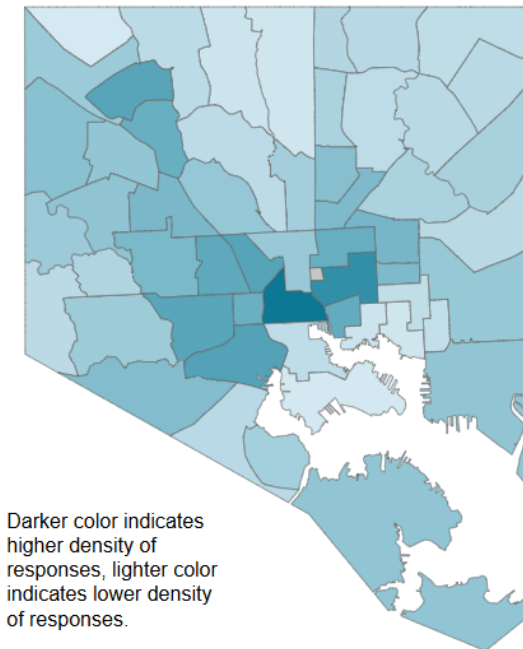 Darker color indicates
higher density of
responses, lighter color
indicates lower density
of responses.